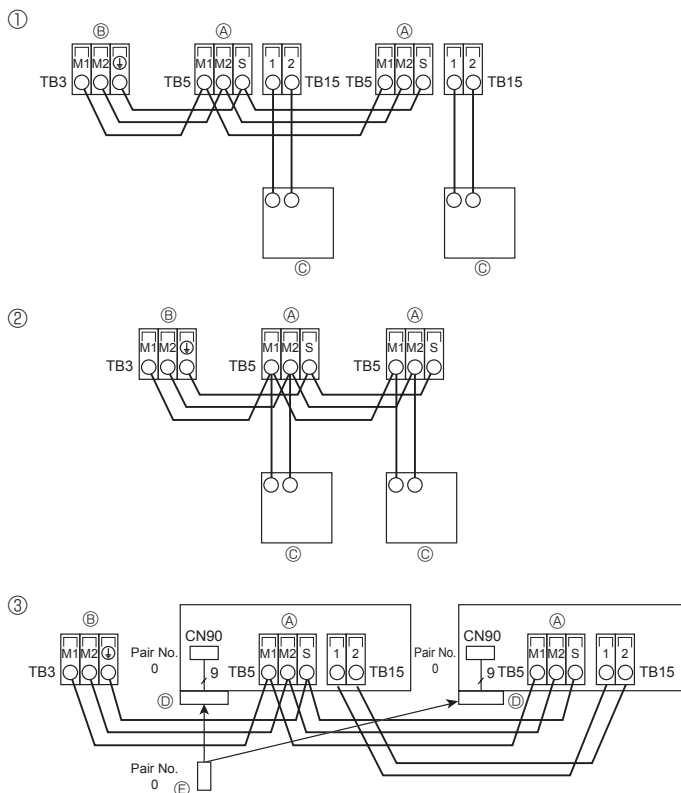 ①
Ⓑ Ⓐ Ⓐ
M1 M2 ⏚ M1 M2 S 1 2 M1 M2 S 1 2
TB3 TB5 TB15 TB5 TB15
Ⓒ Ⓒ
②
Ⓑ Ⓐ Ⓐ
M1 M2 ⏚ M1 M2 S M1 M2 S
TB3 TB5 TB5
Ⓒ Ⓒ
③
Ⓑ Ⓐ Ⓐ
CN90 CN90
M1 M2 ⏚ Pair No. M1 M2 S 1 2 Pair No. M1 M2 S 1 2
TB3 0 9 TB5 TB15 0 9 TB5 TB15
Ⓓ Ⓓ
Pair No.
0 Ⓔ